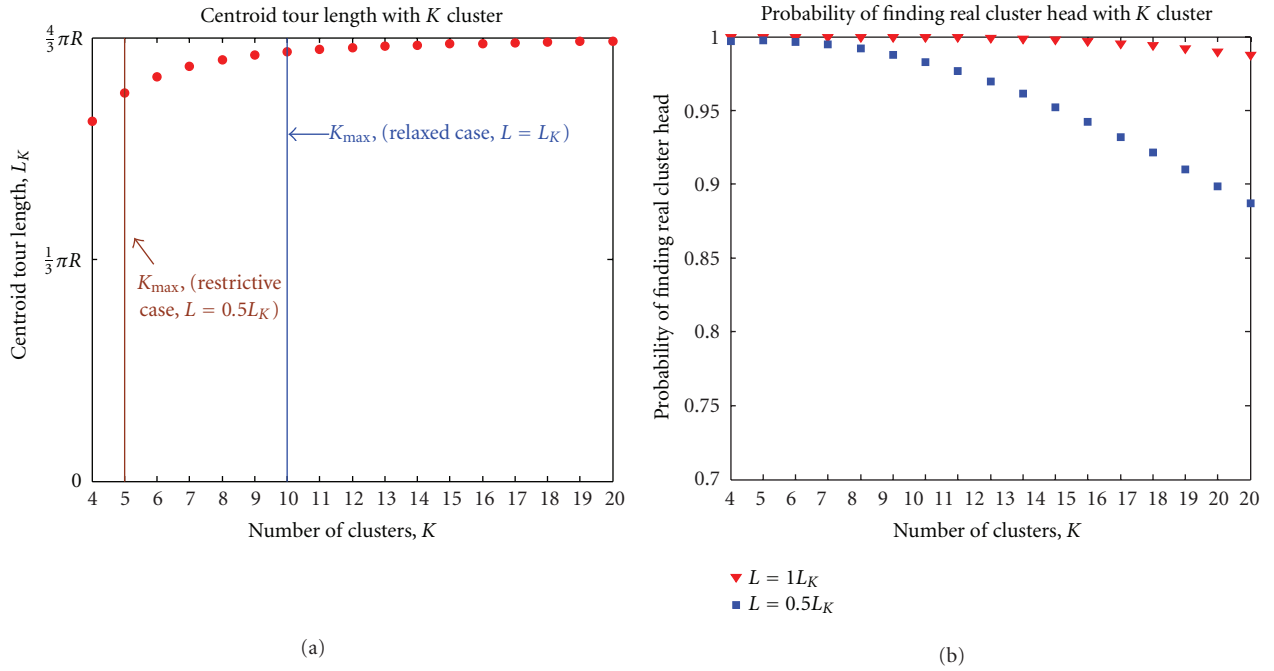 Centroid tour length with K cluster
4/3 πR
1/3 πR
0
Centroid tour length, L_K
K_max, (relaxed case, L = L_K)
K_max, (restrictive
case, L = 0.5L_K)
4 5 6 7 8 9 10 11 12 13 14 15 16 17 18 19 20
Number of clusters, K
(a)
Probability of finding real cluster head with K cluster
1
0.95
0.9
0.85
0.8
0.75
0.7
Probability of finding real cluster head
4 5 6 7 8 9 10 11 12 13 14 15 16 17 18 19 20
Number of clusters, K
L = 1L_K
L = 0.5L_K
(b)